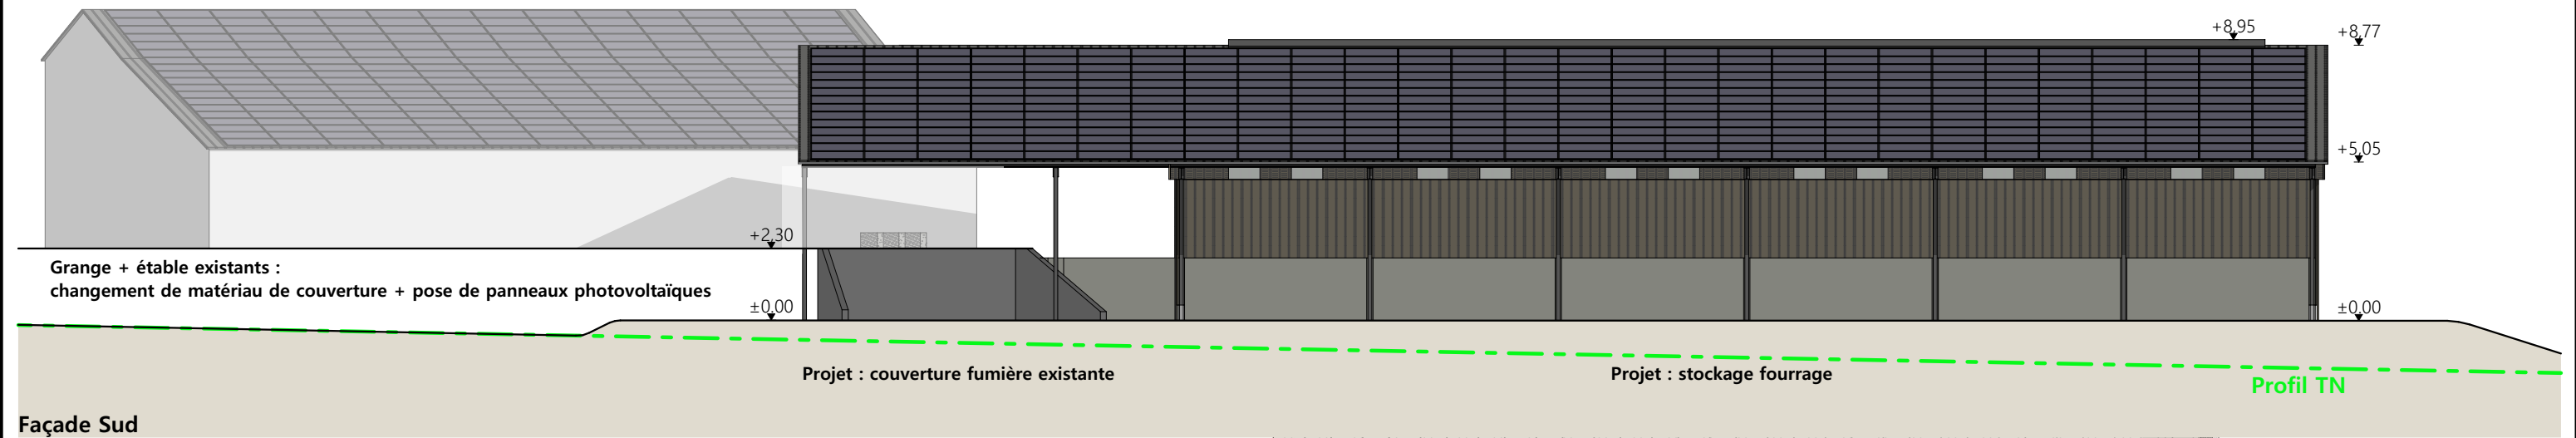 +8,95
+8,77
+5,05
+2,30
Grange + étable existants :
changement de matériau de couverture + pose de panneaux photovoltaïques
±0,00
±0,00
Projet : couverture fumière existante
Projet : stockage fourrage
Profil TN
Façade Sud